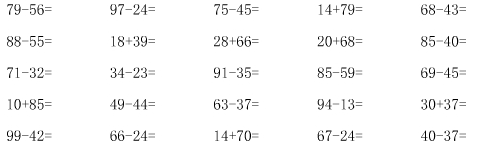 79-56= 97-24= 75-45= 14+79= 68-43=
88-55= 18+39= 28+66= 20+68= 85-40=
71-32= 34-23= 91-35= 85-59= 69-45=
10+85= 49-44= 63-37= 94-13= 30+37=
99-42= 66-24= 14+70= 67-24= 40-37=